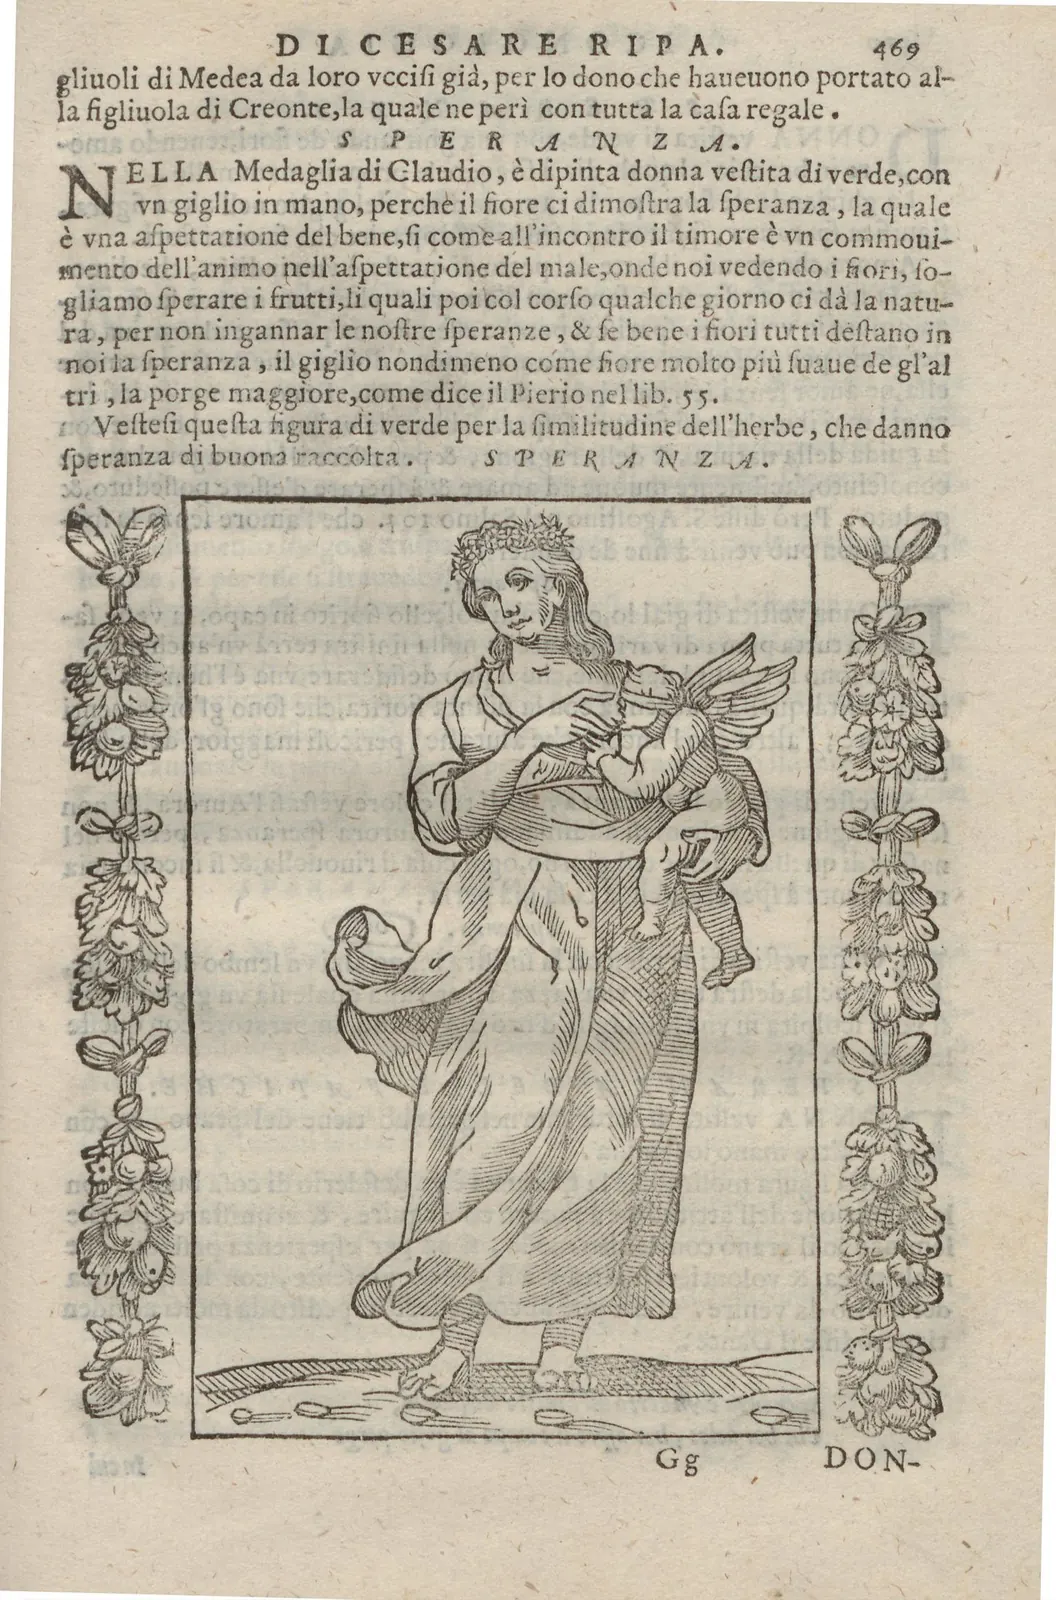 DI CESARE RIPA. 469
gliuoli di Medea da loro vccisi già, per lo dono che haueuono portato al-
la figliuola di Creonte, la quale ne perì con tutta la casa regale.
SPERANZA.
NELLA Medaglia di Claudio, è dipinta donna vestita di verde, con
vn giglio in mano, perche il fiore ci dimostra la speranza, la quale
è vna aspettatione del bene, si come all'incontro il timore è vn commoui-
mento dell'animo nell'aspettatione del male, onde noi vedendo i fiori, so-
gliamo sperare i frutti, li quali poi col corso qualche giorno ci dà la natu-
ra, per non ingannar le nostre speranze, & se bene i fiori tutti destano in
noi la speranza, il giglio nondimeno come fiore molto più suaue de gl'al
tri, la porge maggiore, come dice il Pierio nel lib. 55.
Vestesi questa figura di verde per la similitudine dell'herbe, che danno
speranza di buona raccolta. SPERANZA.
Gg DON-